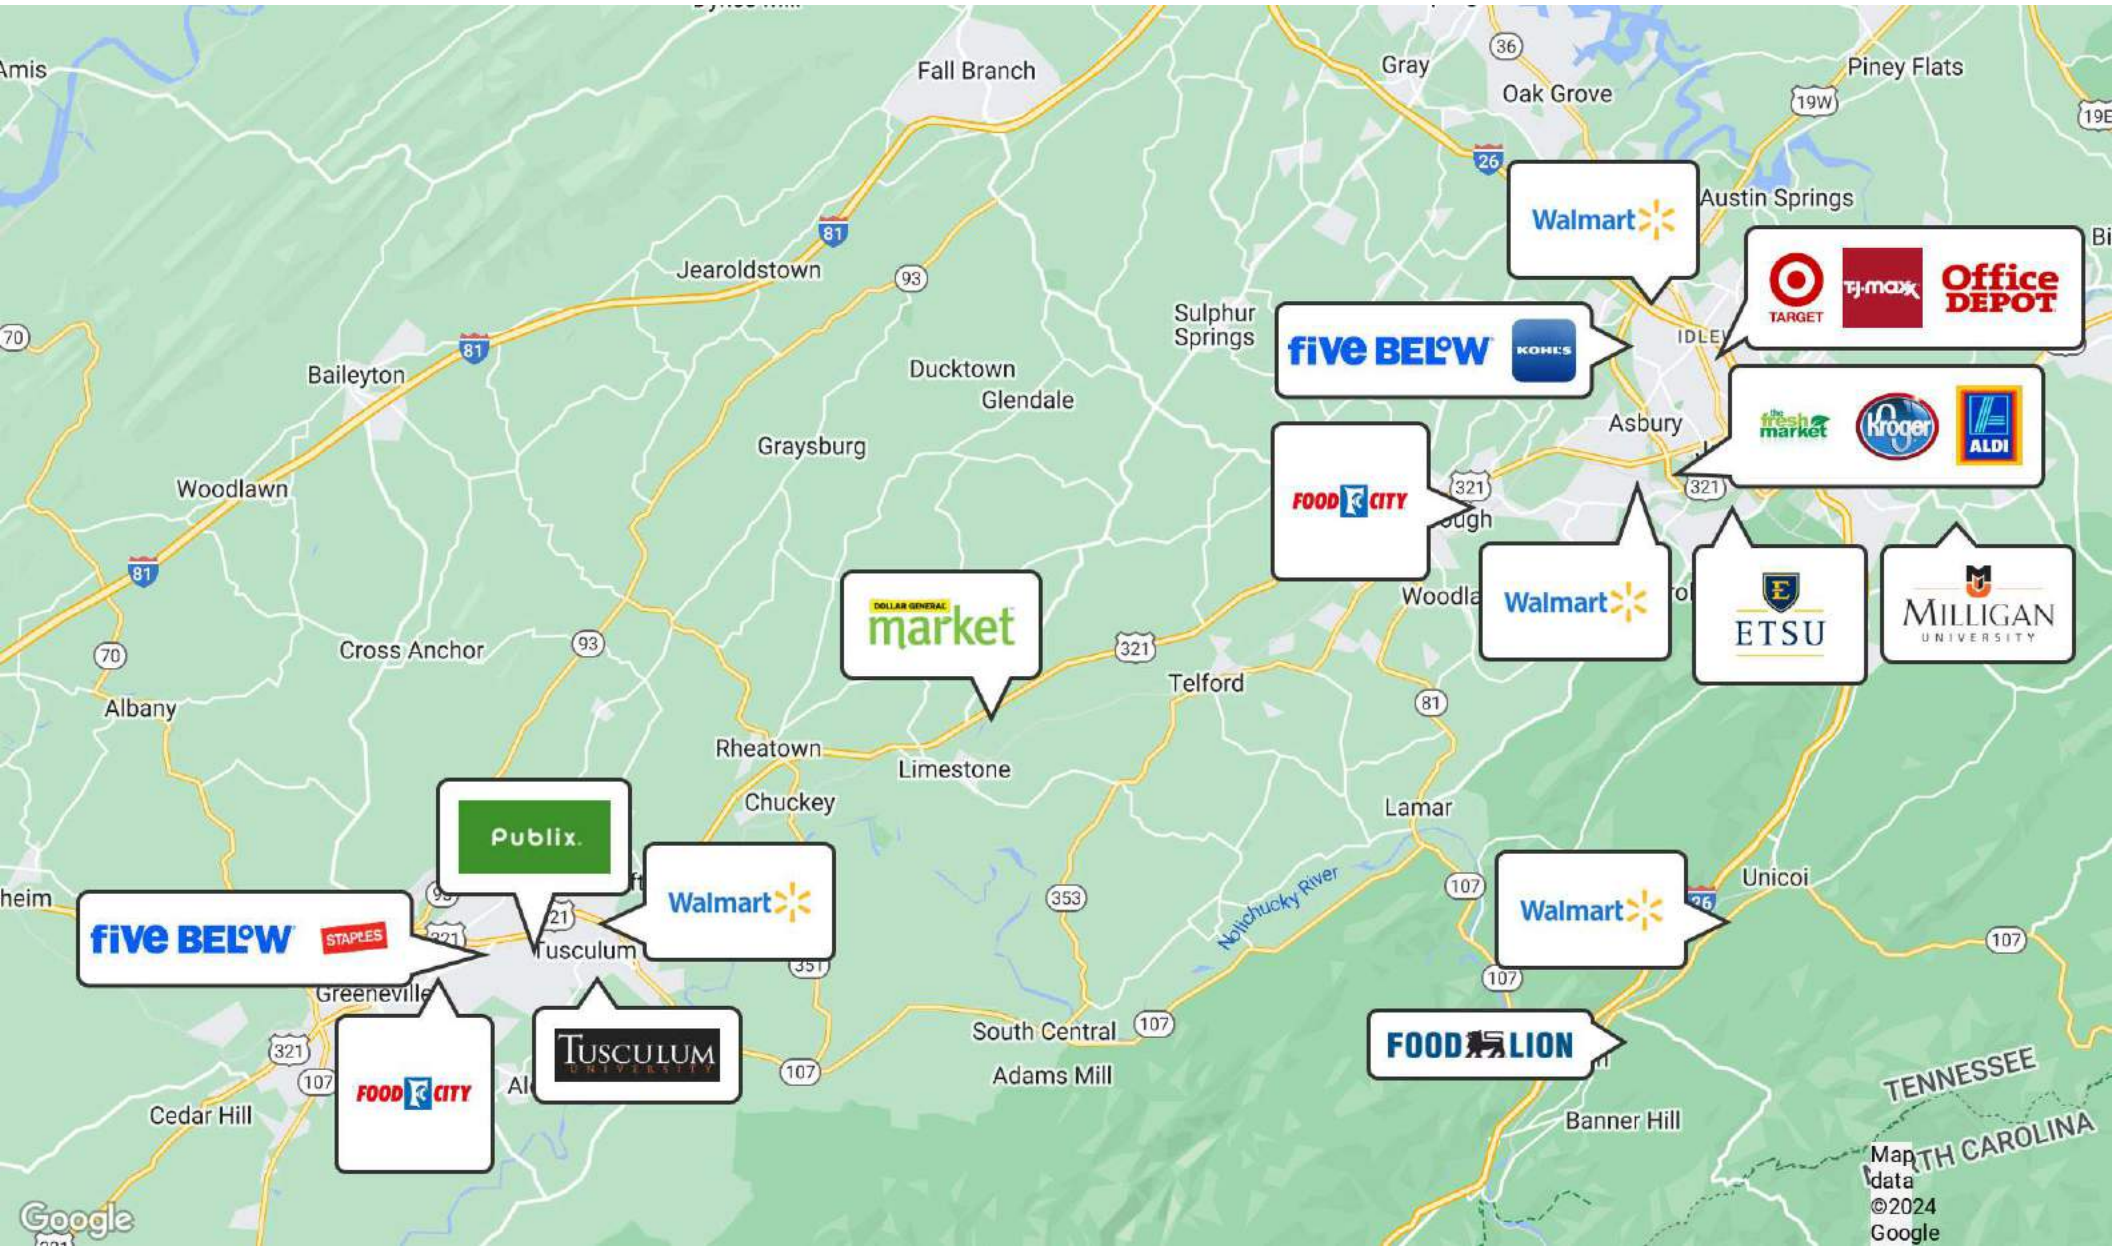 Amis
Fall Branch
Gray
36
Oak Grove
Piney Flats
19W
19E
26
Walmart
Austin Springs
81
Jearoldstown
93
TARGET
TJ-maxx
Office
DEPOT
Sulphur
Springs
five BELOW
KOHL'S
70
81
Baileyton
Ducktown
Glendale
Graysburg
Asbury
the
fresh
market
Kroger
ALDI
FOOD CITY
321
321
Woodlawn
81
DOLLAR GENERAL
market
Walmart
ETSU
MILLIGAN
UNIVERSITY
70
Cross Anchor
93
321
Telford
81
Albany
Rheatown
Limestone
Chuckey
Lamar
Publix.
Walmart
five BELOW
STAPLES
Tusculum
351
353
Nolichucky River
107
Walmart
26
Unicoi
107
107
Greeneville
321
107
FOOD CITY
TUSCULUM
UNIVERSITY
107
South Central
107
Adams Mill
FOOD LION
Cedar Hill
Banner Hill
TENNESSEE
Google
Map
data
©2024
Google